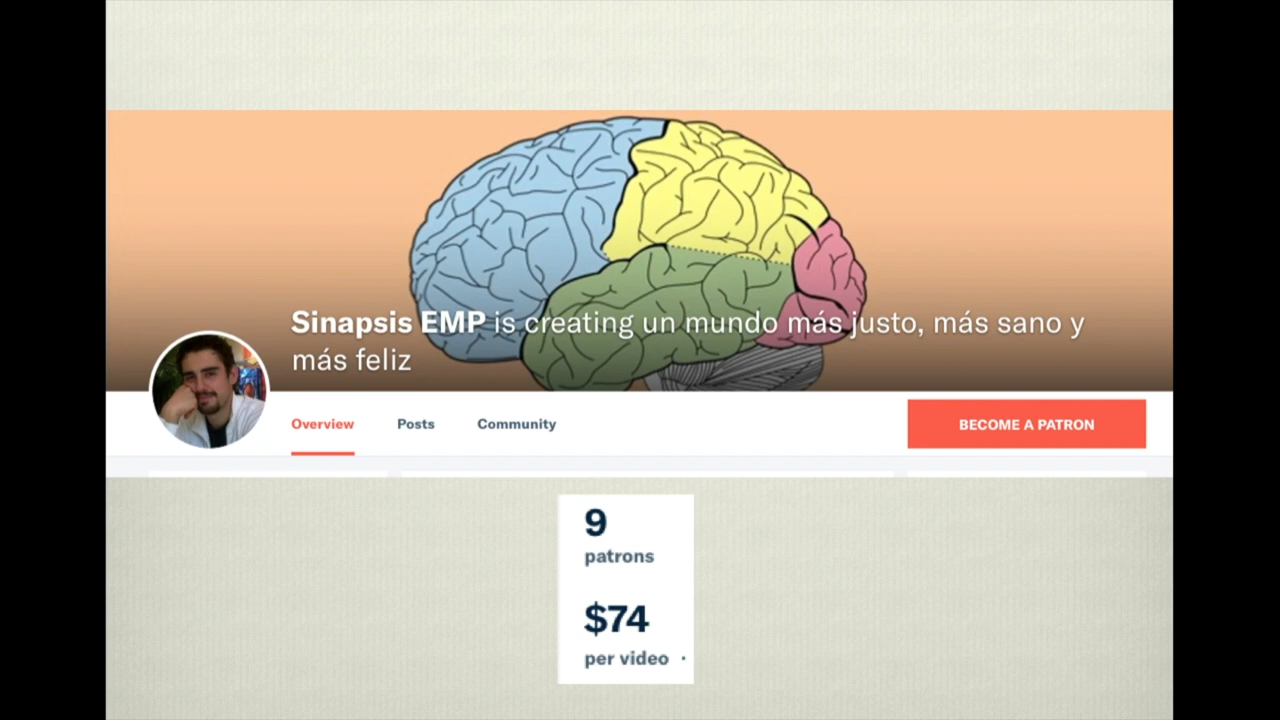 Sinapsis EMP is creating un mundo más justo, más sano y
más feliz
Overview Posts Community BECOME A PATRON
9
patrons
$74
per video ·